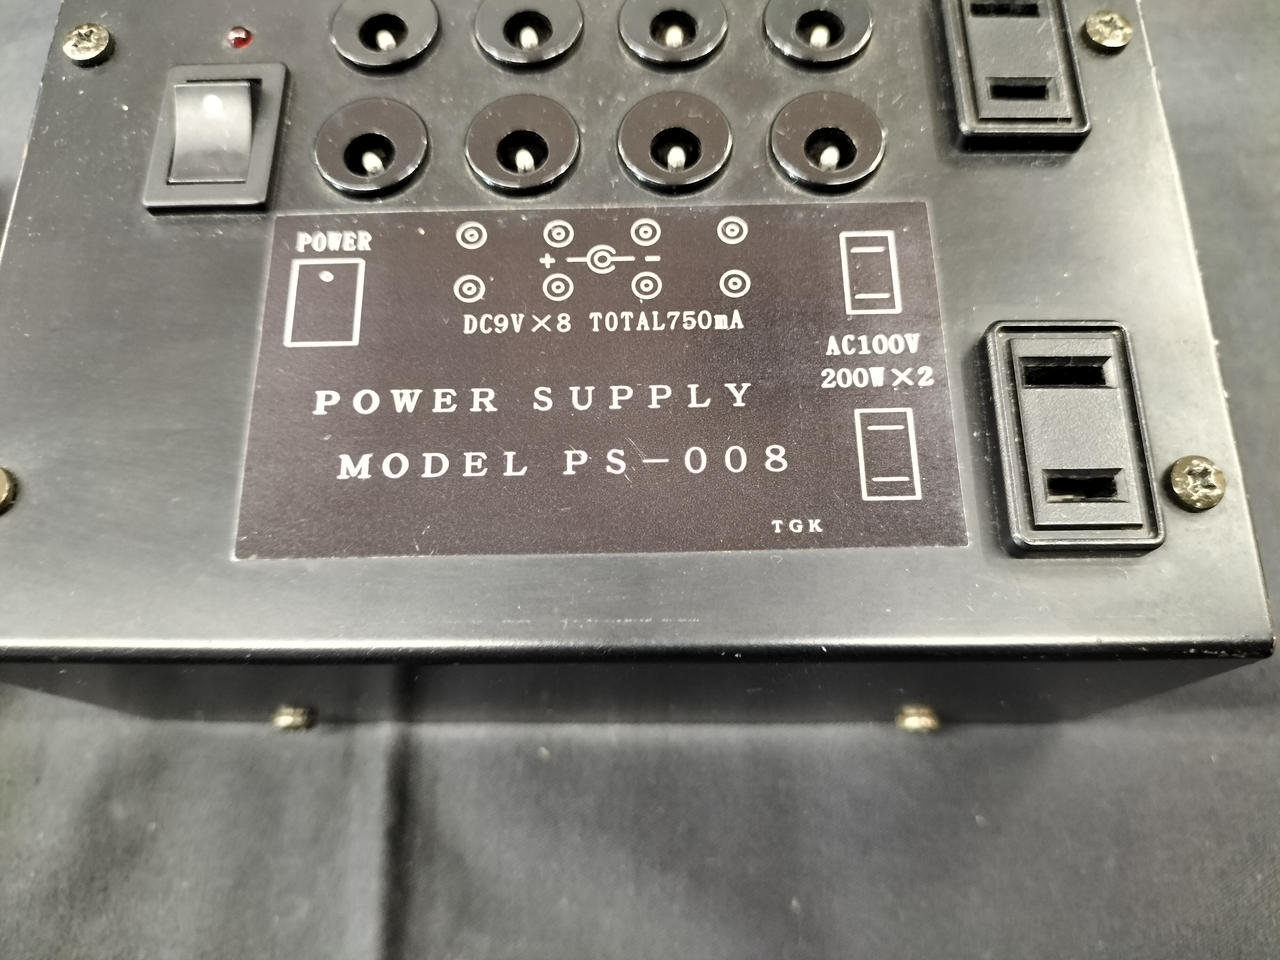 POWER
+ −
DC9V×8 TOTAL750mA
AC100V
200W×2
POWER SUPPLY
MODEL PS-008
TGK